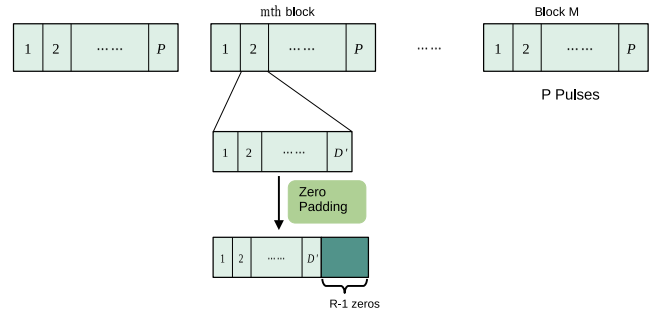 mth block
Block M
1 2 …… P
1 2 …… P
……
1 2 …… P
P Pulses
1 2 …… D'
Zero
Padding
1 2 …… D'
R-1 zeros